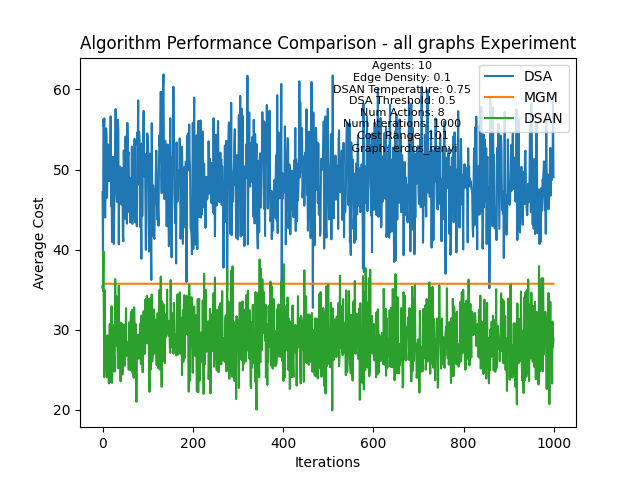 Algorithm Performance Comparison - all graphs Experiment
Agents: 10
Edge Density: 0.1
DSAN Temperature: 0.75
DSA Threshold: 0.5
Num Actions: 8
Num Iterations: 1000
Cost Range: 101
Graph: erdos_renyi
DSA
MGM
DSAN
60
50
40
30
20
Average Cost
0
200
400
600
800
1000
Iterations